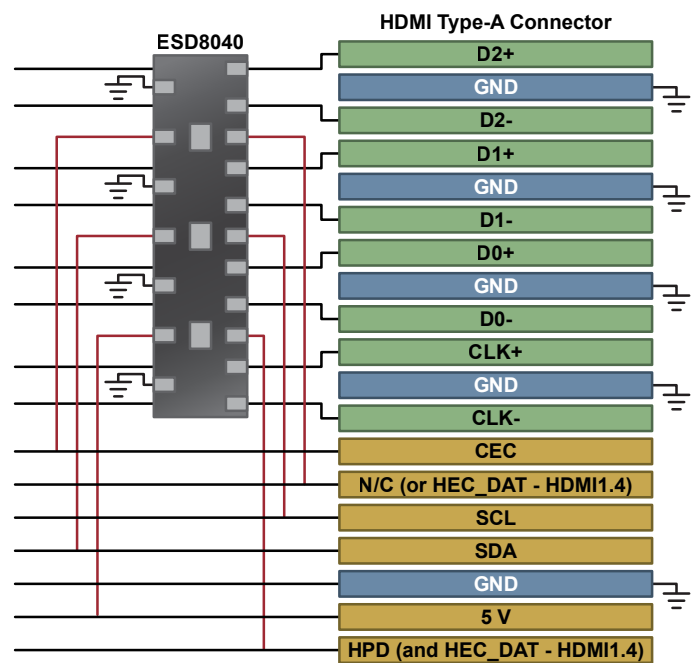 HDMI Type-A Connector
ESD8040
D2+
GND
D2-
D1+
GND
D1-
D0+
GND
D0-
CLK+
GND
CLK-
CEC
N/C (or HEC_DAT - HDMI1.4)
SCL
SDA
GND
5 V
HPD (and HEC_DAT - HDMI1.4)